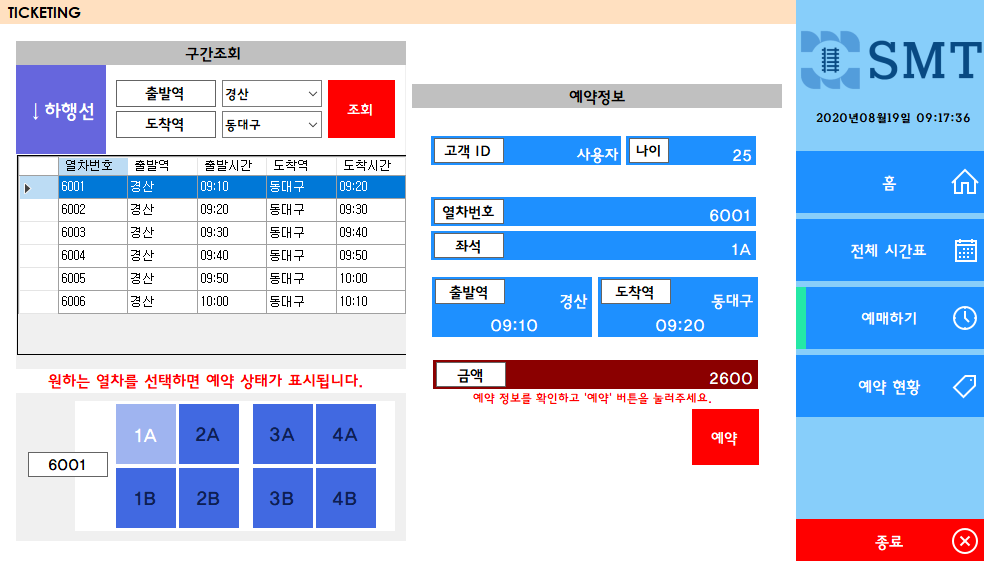 TICKETING
구간조회
↓하행선
출발역 경산
도착역 동대구
조회
열차번호 출발역 출발시간 도착역 도착시간
6001 경산 09:10 동대구 09:20
6002 경산 09:20 동대구 09:30
6003 경산 09:30 동대구 09:40
6004 경산 09:40 동대구 09:50
6005 경산 09:50 동대구 10:00
6006 경산 10:00 동대구 10:10
원하는 열차를 선택하면 예약 상태가 표시됩니다.
6001
1A 2A 3A 4A
1B 2B 3B 4B
예약정보
고객 ID 사용자 나이 25
열차번호 6001
좌석 1A
출발역 경산 도착역 동대구
09:10 09:20
금액 2600
예약 정보를 확인하고 '예약' 버튼을 눌러주세요.
예약
SMT
2020년08월19일 09:17:36
홈
전체 시간표
예매하기
예약 현황
종료